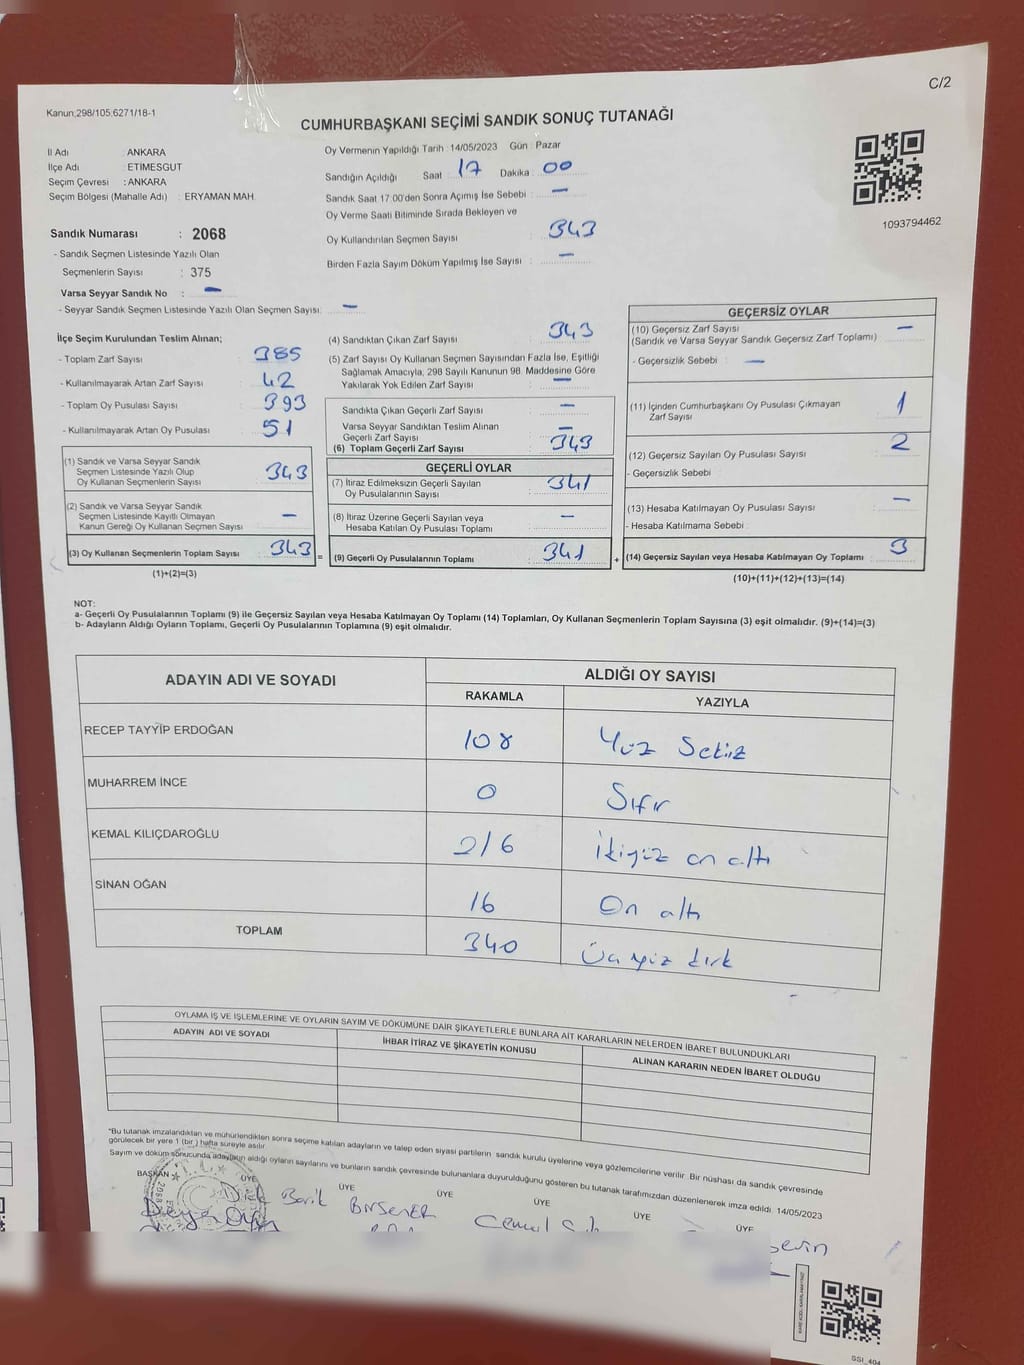 C/2
Kanun;298/105;6271/18-1
CUMHURBAŞKANI SEÇİMİ SANDIK SONUÇ TUTANAĞI
İl Adı : ANKARA
İlçe Adı : ETİMESGUT
Seçim Çevresi : ANKARA
Seçim Bölgesi (Mahalle Adı) : ERYAMAN MAH.
Sandık Numarası : 2068
- Sandık Seçmen Listesinde Yazılı Olan
Seçmenlerin Sayısı : 375
Varsa Seyyar Sandık No : -
- Seyyar Sandık Seçmen Listesinde Yazılı Olan Seçmen Sayısı: -
Oy Vermenin Yapıldığı Tarih : 14/05/2023 Gün : Pazar
Sandığın Açıldığı Saat : 17 Dakika : 00
Sandık Saat 17.00'den Sonra Açılmış İse Sebebi : -
Oy Verme Saati Bitiminde Sırada Bekleyen ve
Oy Kullandırılan Seçmen Sayısı : 343
Birden Fazla Sayım Döküm Yapılmış İse Sayısı : -
1093794462
İlçe Seçim Kurulundan Teslim Alınan;
- Toplam Zarf Sayısı : 385
- Kullanılmayarak Artan Zarf Sayısı : 42
- Toplam Oy Pusulası Sayısı : 393
- Kullanılmayarak Artan Oy Pusulası : 51
(1) Sandık ve Varsa Seyyar Sandık
Seçmen Listesinde Yazılı Olup
Oy Kullanan Seçmenlerin Sayısı : 343
(2) Sandık ve Varsa Seyyar Sandık
Seçmen Listesinde Kayıtlı Olmayan
Kanun Gereği Oy Kullanan Seçmen Sayısı : -
(3) Oy Kullanan Seçmenlerin Toplam Sayısı : 343 =
(1)+(2)=(3)
(4) Sandıktan Çıkan Zarf Sayısı : 343
(5) Zarf Sayısı Oy Kullanan Seçmen Sayısından Fazla İse, Eşitliği
Sağlamak Amacıyla, 298 Sayılı Kanunun 98. Maddesine Göre
Yakılarak Yok Edilen Zarf Sayısı : -
Sandıkta Çıkan Geçerli Zarf Sayısı : -
Varsa Seyyar Sandıktan Teslim Alınan
Geçerli Zarf Sayısı : -
(6) Toplam Geçerli Zarf Sayısı : 343
GEÇERLİ OYLAR
(7) İtiraz Edilmeksizin Geçerli Sayılan
Oy Pusulalarının Sayısı : 341
(8) İtiraz Üzerine Geçerli Sayılan veya
Hesaba Katılan Oy Pusulası Toplamı : -
(9) Geçerli Oy Pusulalarının Toplamı : 341 +
GEÇERSİZ OYLAR
(10) Geçersiz Zarf Sayısı : -
(Sandık ve Varsa Seyyar Sandık Geçersiz Zarf Toplamı)
- Geçersizlik Sebebi : -
(11) İçinden Cumhurbaşkanı Oy Pusulası Çıkmayan
Zarf Sayısı : 1
(12) Geçersiz Sayılan Oy Pusulası Sayısı : 2
- Geçersizlik Sebebi :
(13) Hesaba Katılmayan Oy Pusulası Sayısı : -
- Hesaba Katılmama Sebebi :
(14) Geçersiz Sayılan veya Hesaba Katılmayan Oy Toplamı : 3
(10)+(11)+(12)+(13)=(14)
NOT:
a- Geçerli Oy Pusulalarının Toplamı (9) ile Geçersiz Sayılan veya Hesaba Katılmayan Oy Toplamı (14) Toplamları, Oy Kullanan Seçmenlerin Toplam Sayısına (3) eşit olmalıdır. (9)+(14)=(3)
b- Adayların Aldığı Oyların Toplamı, Geçerli Oy Pusulalarının Toplamına (9) eşit olmalıdır.
ADAYIN ADI VE SOYADI ALDIĞI OY SAYISI
RAKAMLA YAZIYLA
RECEP TAYYİP ERDOĞAN 108 Yüz Sekiz
MUHARREM İNCE 0 Sıfır
KEMAL KILIÇDAROĞLU 216 İkiyüz on altı
SİNAN OĞAN 16 On altı
TOPLAM 340 Üçyüz kırk
OYLAMA İŞ VE İŞLEMLERİNE VE OYLARIN SAYIM VE DÖKÜMÜNE DAİR ŞİKAYETLERLE BUNLARA AİT KARARLARIN NELERDEN İBARET BULUNDUKLARI
ADAYIN ADI VE SOYADI İHBAR İTİRAZ VE ŞİKAYETİN KONUSU ALINAN KARARIN NEDEN İBARET OLDUĞU
*Bu tutanak imzalandıktan ve mühürlendikten sonra seçime katılan adayların ve talep eden siyasi partilerin sandık kurulu üyelerine veya gözlemcilerine verilir. Bir nüshası da sandık çevresinde
görülecek bir yere 1 (bir) hafta süreyle asılır.
Sayım ve döküm sonucunda adayların aldığı oyların sayılarını ve bunların sandık çevresinde bulunanlara duyurulduğunu gösteren bu tutanak tarafımızdan düzenlenerek imza edildi. 14/05/2023
BAŞKAN ÜYE ÜYE ÜYE ÜYE ÜYE ÜYE
SSI_404